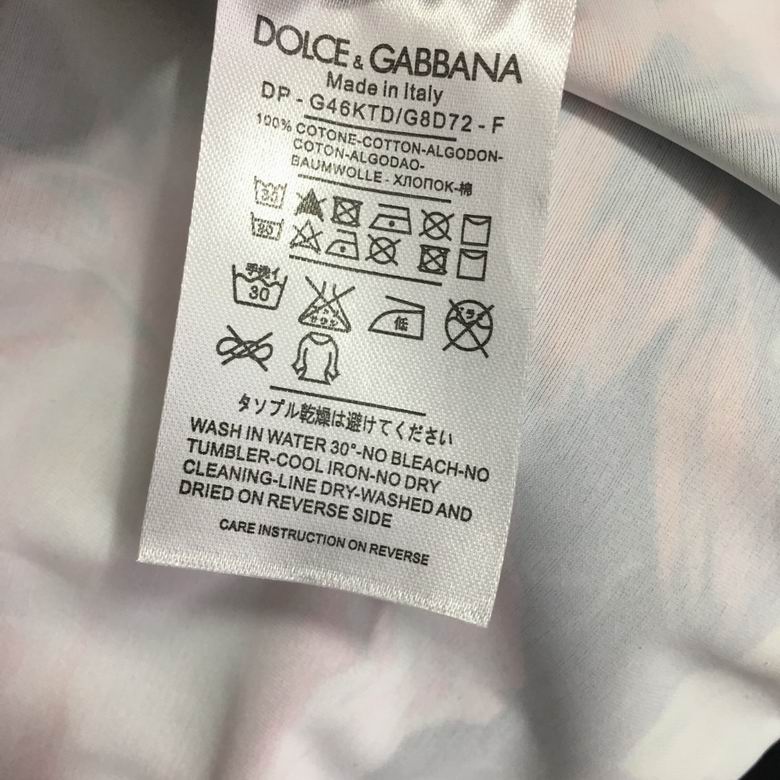 DOLCE & GABBANA
Made in Italy
DP - G46KTD/G8D72 - F
100% COTONE-COTTON-ALGODON-
COTON-ALGODAO-
BAUMWOLLE - ХЛОПОК-棉
30
30
手洗イ
30
低
タソブル乾燥は避けてください
WASH IN WATER 30°-NO BLEACH-NO
TUMBLER-COOL IRON-NO DRY
CLEANING-LINE DRY-WASHED AND
DRIED ON REVERSE SIDE
CARE INSTRUCTION ON REVERSE